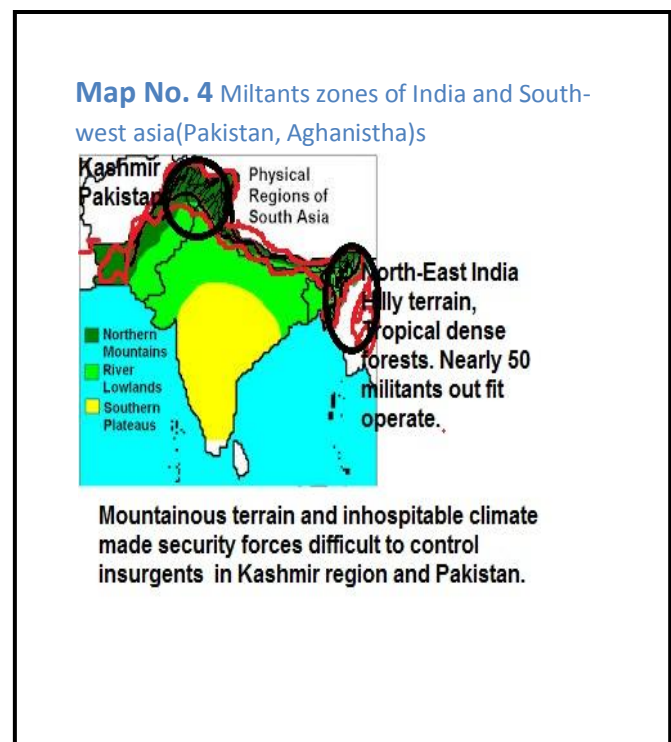 Map No. 4 Miltants zones of India and South-
west asia(Pakistan, Aghanistha)s
Kashmir
Pakistan
Physical
Regions of
South Asia
North-East India
Hilly terrain,
Tropical dense
forests. Nearly 50
militants out fit
operate.
Northern
Mountains
River
Lowlands
Southern
Plateaus
Mountainous terrain and inhospitable climate
made security forces difficult to control
insurgents in Kashmir region and Pakistan.